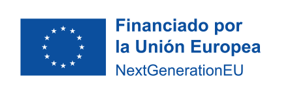 Financiado por
la Unión Europea
NextGenerationEU